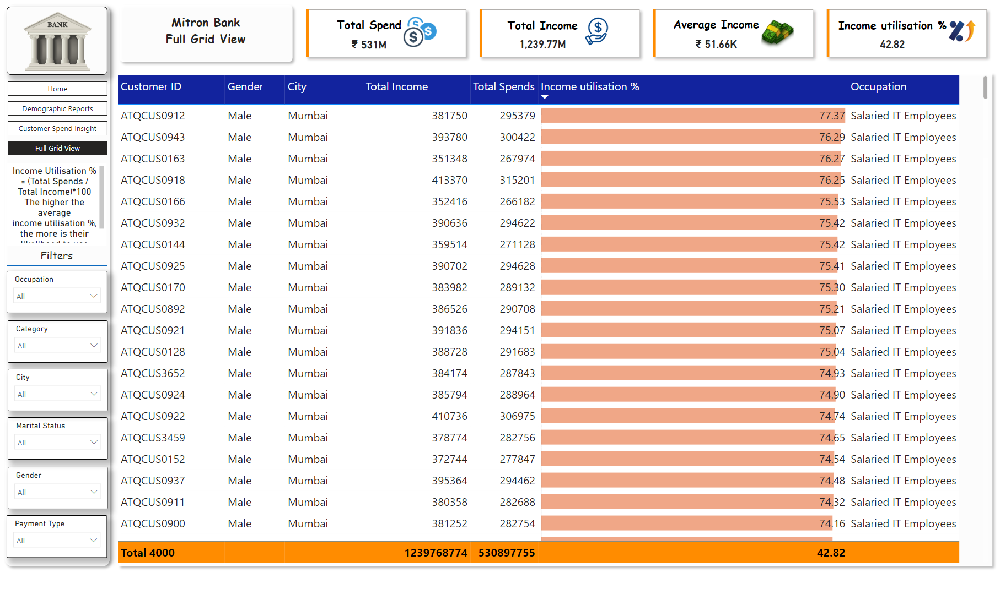 BANK
Mitron Bank
Full Grid View
Total Spend
₹ 531M
Total Income
1,239.77M
Average Income
₹ 51.66K
Income utilisation %
42.82
Home
Demographic Reports
Customer Spend Insight
Full Grid View
Income Utilisation %
= (Total Spends /
Total Income)*100
The higher the
average
income utilisation %,
the more is their
Filters
Occupation
All
Category
All
City
All
Marital Status
All
Gender
All
Payment Type
All
Customer ID Gender City Total Income Total Spends Income utilisation % Occupation
ATQCUS0912 Male Mumbai 381750 295379 77.37 Salaried IT Employees
ATQCUS0943 Male Mumbai 393780 300422 76.29 Salaried IT Employees
ATQCUS0163 Male Mumbai 351348 267974 76.27 Salaried IT Employees
ATQCUS0918 Male Mumbai 413370 315201 76.25 Salaried IT Employees
ATQCUS0166 Male Mumbai 352416 266182 75.53 Salaried IT Employees
ATQCUS0932 Male Mumbai 390636 294622 75.42 Salaried IT Employees
ATQCUS0144 Male Mumbai 359514 271128 75.42 Salaried IT Employees
ATQCUS0925 Male Mumbai 390702 294628 75.41 Salaried IT Employees
ATQCUS0170 Male Mumbai 383982 289132 75.30 Salaried IT Employees
ATQCUS0892 Male Mumbai 386526 290708 75.21 Salaried IT Employees
ATQCUS0921 Male Mumbai 391836 294151 75.07 Salaried IT Employees
ATQCUS0128 Male Mumbai 388728 291683 75.04 Salaried IT Employees
ATQCUS3652 Male Mumbai 384174 287843 74.93 Salaried IT Employees
ATQCUS0924 Male Mumbai 385794 288964 74.90 Salaried IT Employees
ATQCUS0922 Male Mumbai 410736 306975 74.74 Salaried IT Employees
ATQCUS3459 Male Mumbai 378774 282756 74.65 Salaried IT Employees
ATQCUS0152 Male Mumbai 372744 277847 74.54 Salaried IT Employees
ATQCUS0937 Male Mumbai 395364 294462 74.48 Salaried IT Employees
ATQCUS0911 Male Mumbai 380358 282688 74.32 Salaried IT Employees
ATQCUS0900 Male Mumbai 381252 282754 74.16 Salaried IT Employees
Total 4000 1239768774 530897755 42.82